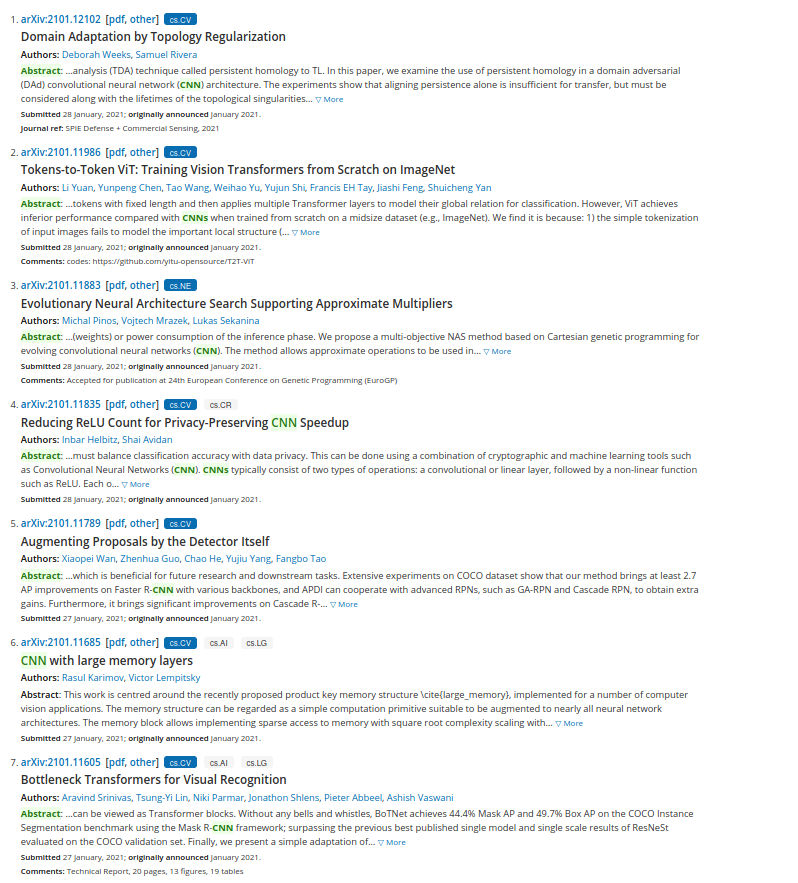 1. arXiv:2101.12102 [pdf, other] cs.CV
Domain Adaptation by Topology Regularization
Authors: Deborah Weeks, Samuel Rivera
Abstract: ...analysis (TDA) technique called persistent homology to TL. In this paper, we examine the use of persistent homology in a domain adversarial
(DAd) convolutional neural network (CNN) architecture. The experiments show that aligning persistence alone is insufficient for transfer, but must be
considered along with the lifetimes of the topological singularities... ▽ More
Submitted 28 January, 2021; originally announced January 2021.
Journal ref: SPIE Defense + Commercial Sensing, 2021
2. arXiv:2101.11986 [pdf, other] cs.CV
Tokens-to-Token ViT: Training Vision Transformers from Scratch on ImageNet
Authors: Li Yuan, Yunpeng Chen, Tao Wang, Weihao Yu, Yujun Shi, Francis EH Tay, Jiashi Feng, Shuicheng Yan
Abstract: ...tokens with fixed length and then applies multiple Transformer layers to model their global relation for classification. However, ViT achieves
inferior performance compared with CNNs when trained from scratch on a midsize dataset (e.g., ImageNet). We find it is because: 1) the simple tokenization
of input images fails to model the important local structure (... ▽ More
Submitted 28 January, 2021; originally announced January 2021.
Comments: codes: https://github.com/yitu-opensource/T2T-ViT
3. arXiv:2101.11883 [pdf, other] cs.NE
Evolutionary Neural Architecture Search Supporting Approximate Multipliers
Authors: Michal Pinos, Vojtech Mrazek, Lukas Sekanina
Abstract: ...(weights) or power consumption of the inference phase. We propose a multi-objective NAS method based on Cartesian genetic programming for
evolving convolutional neural networks (CNN). The method allows approximate operations to be used in... ▽ More
Submitted 28 January, 2021; originally announced January 2021.
Comments: Accepted for publication at 24th European Conference on Genetic Programming (EuroGP)
4. arXiv:2101.11835 [pdf, other] cs.CV cs.CR
Reducing ReLU Count for Privacy-Preserving CNN Speedup
Authors: Inbar Helbitz, Shai Avidan
Abstract: ...must balance classification accuracy with data privacy. This can be done using a combination of cryptographic and machine learning tools such
as Convolutional Neural Networks (CNN). CNNs typically consist of two types of operations: a convolutional or linear layer, followed by a non-linear function
such as ReLU. Each o... ▽ More
Submitted 28 January, 2021; originally announced January 2021.
5. arXiv:2101.11789 [pdf, other] cs.CV
Augmenting Proposals by the Detector Itself
Authors: Xiaopei Wan, Zhenhua Guo, Chao He, Yujiu Yang, Fangbo Tao
Abstract: ...which is beneficial for future research and downstream tasks. Extensive experiments on COCO dataset show that our method brings at least 2.7
AP improvements on Faster R-CNN with various backbones, and APDI can cooperate with advanced RPNs, such as GA-RPN and Cascade RPN, to obtain extra
gains. Furthermore, it brings significant improvements on Cascade R-... ▽ More
Submitted 27 January, 2021; originally announced January 2021.
6. arXiv:2101.11685 [pdf, other] cs.CV cs.AI cs.LG
CNN with large memory layers
Authors: Rasul Karimov, Victor Lempitsky
Abstract: This work is centred around the recently proposed product key memory structure \cite{large_memory}, implemented for a number of computer
vision applications. The memory structure can be regarded as a simple computation primitive suitable to be augmented to nearly all neural network
architectures. The memory block allows implementing sparse access to memory with square root complexity scaling with... ▽ More
Submitted 27 January, 2021; originally announced January 2021.
7. arXiv:2101.11605 [pdf, other] cs.CV cs.AI cs.LG
Bottleneck Transformers for Visual Recognition
Authors: Aravind Srinivas, Tsung-Yi Lin, Niki Parmar, Jonathon Shlens, Pieter Abbeel, Ashish Vaswani
Abstract: ...can be viewed as Transformer blocks. Without any bells and whistles, BoTNet achieves 44.4% Mask AP and 49.7% Box AP on the COCO Instance
Segmentation benchmark using the Mask R-CNN framework; surpassing the previous best published single model and single scale results of ResNeSt
evaluated on the COCO validation set. Finally, we present a simple adaptation of... ▽ More
Submitted 27 January, 2021; originally announced January 2021.
Comments: Technical Report, 20 pages, 13 figures, 19 tables